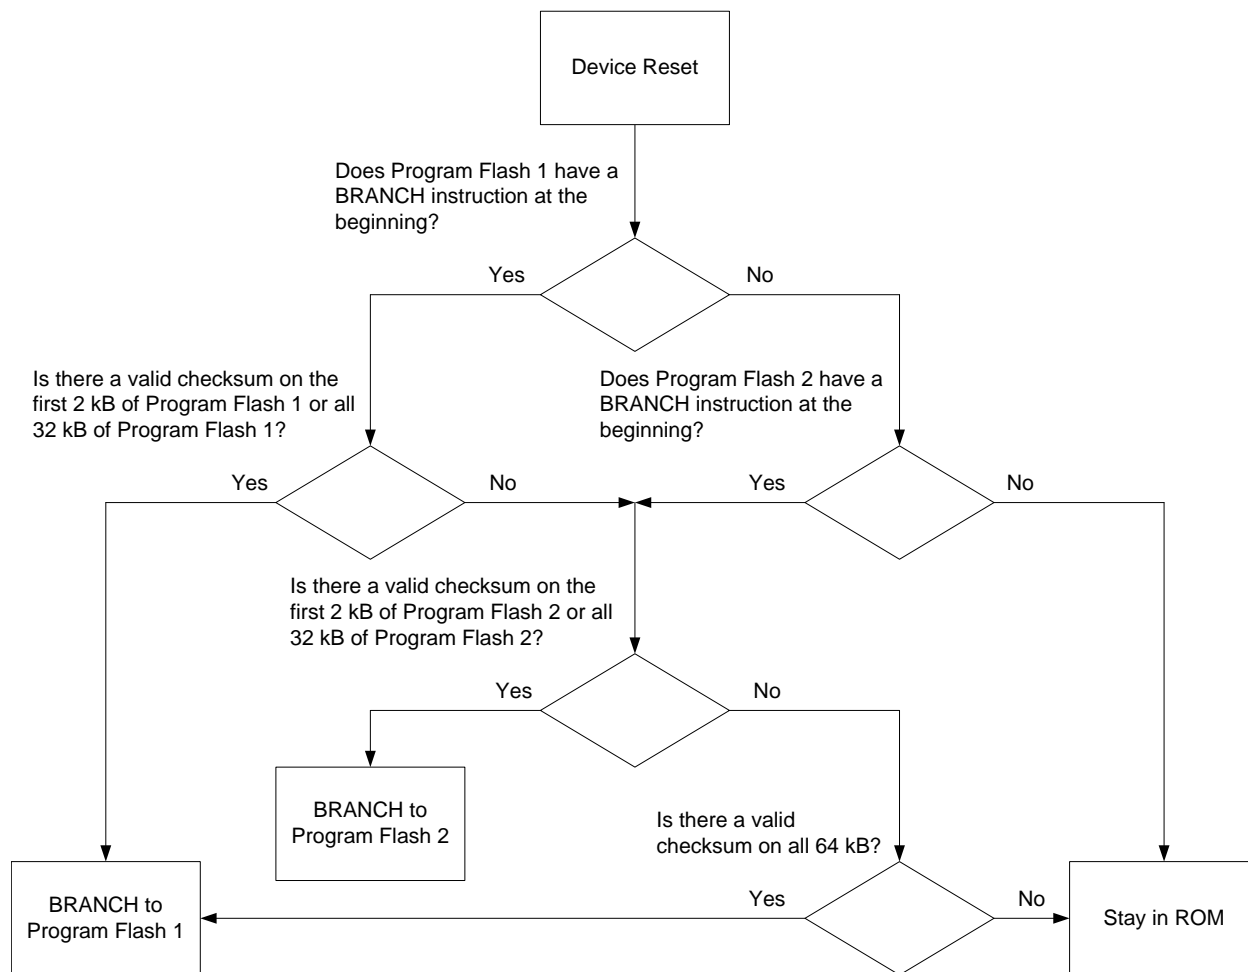 Device Reset
Does Program Flash 1 have a
BRANCH instruction at the
beginning?
Yes
No
Is there a valid checksum on the
first 2 kB of Program Flash 1 or all
32 kB of Program Flash 1?
Does Program Flash 2 have a
BRANCH instruction at the
beginning?
Yes
No
Yes
No
Is there a valid checksum on the
first 2 kB of Program Flash 2 or all
32 kB of Program Flash 2?
Yes
No
BRANCH to
Program Flash 2
Is there a valid
checksum on all 64 kB?
Yes
No
BRANCH to
Program Flash 1
Stay in ROM